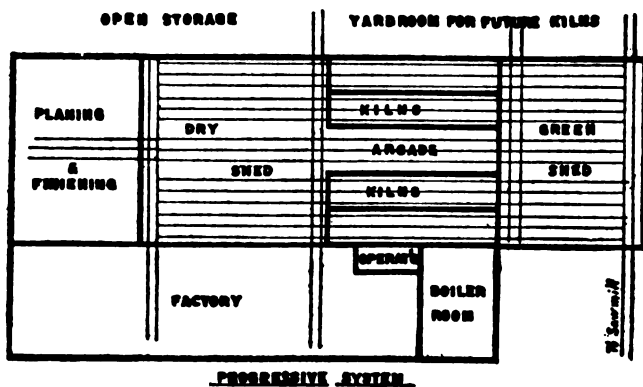 OPEN STORAGE
YARDROOM FOR FUTURE KILNS
PLANING
& FINISHING
DRY
SHED
KILNS
ARCADE
KILNS
GREEN
SHED
OPERATE
FACTORY
BOILER
ROOM
Sawmill
PROGRESSIVE SYSTEM